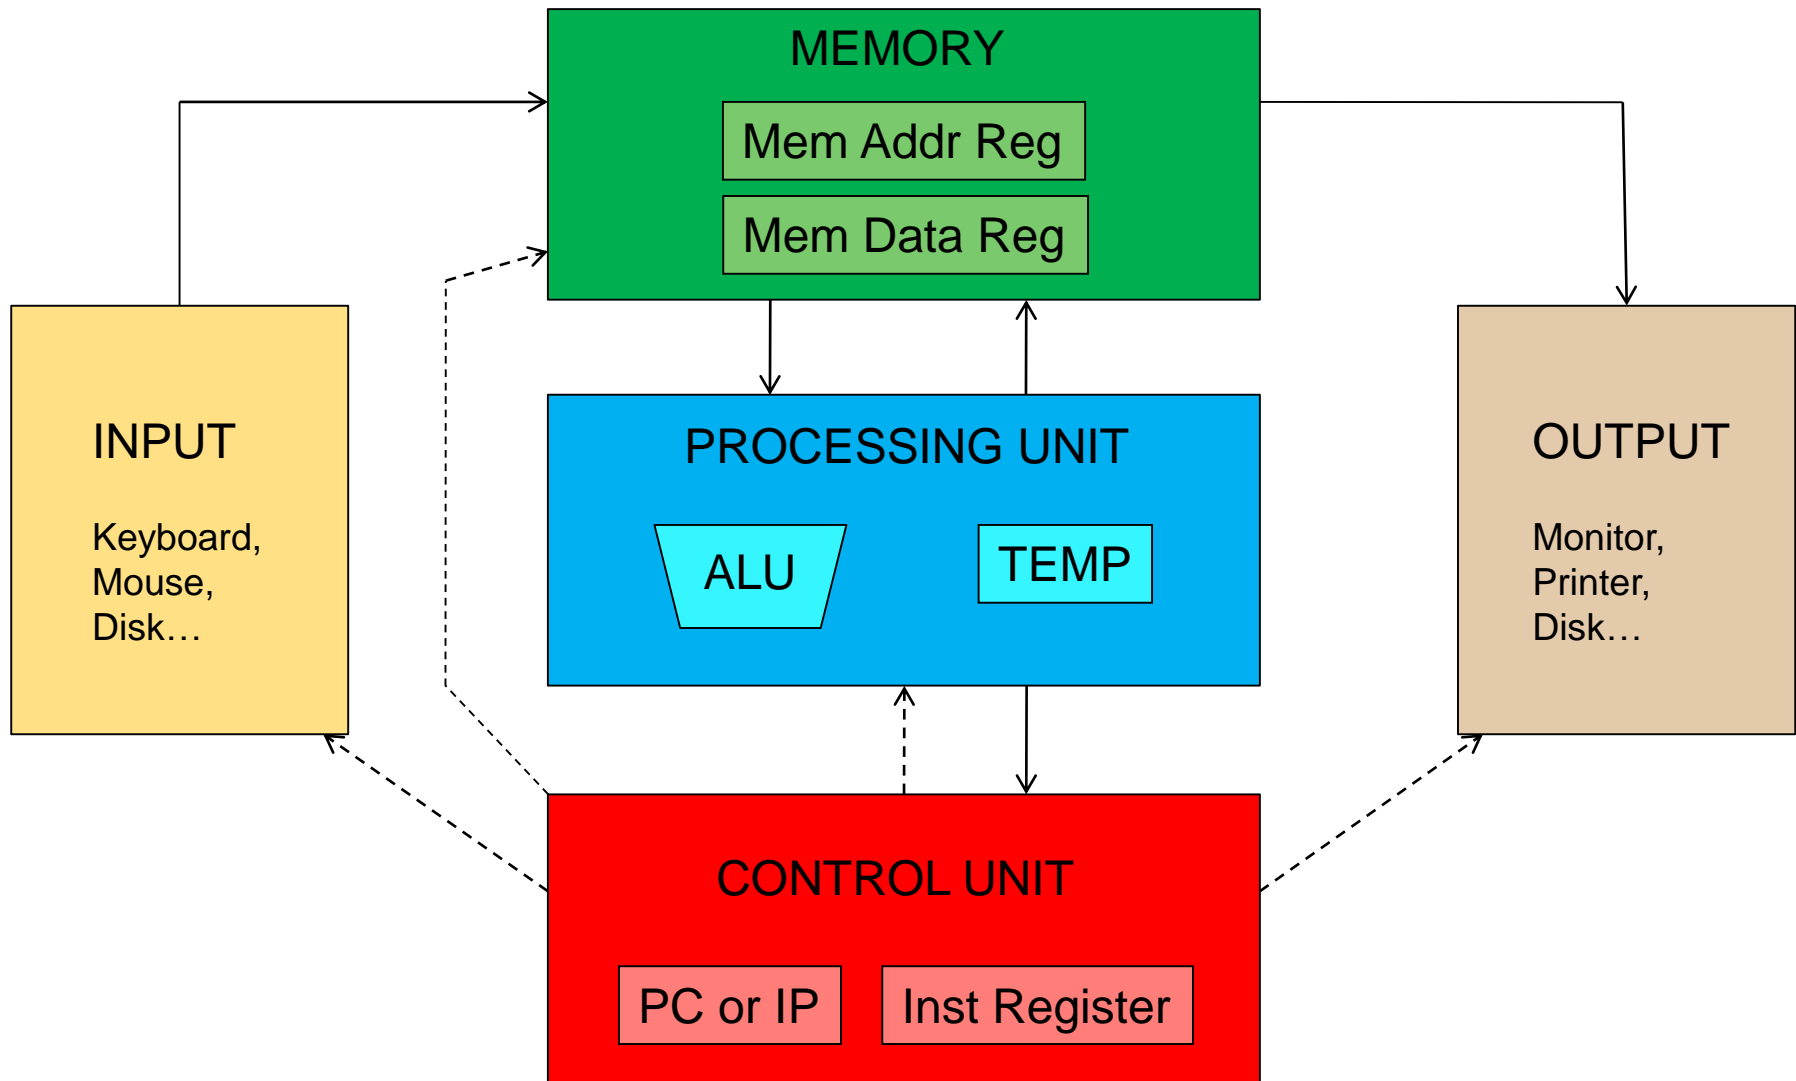 MEMORY
Mem Addr Reg
Mem Data Reg
INPUT
Keyboard,
Mouse,
Disk…
PROCESSING UNIT
ALU
TEMP
OUTPUT
Monitor,
Printer,
Disk…
CONTROL UNIT
PC or IP
Inst Register